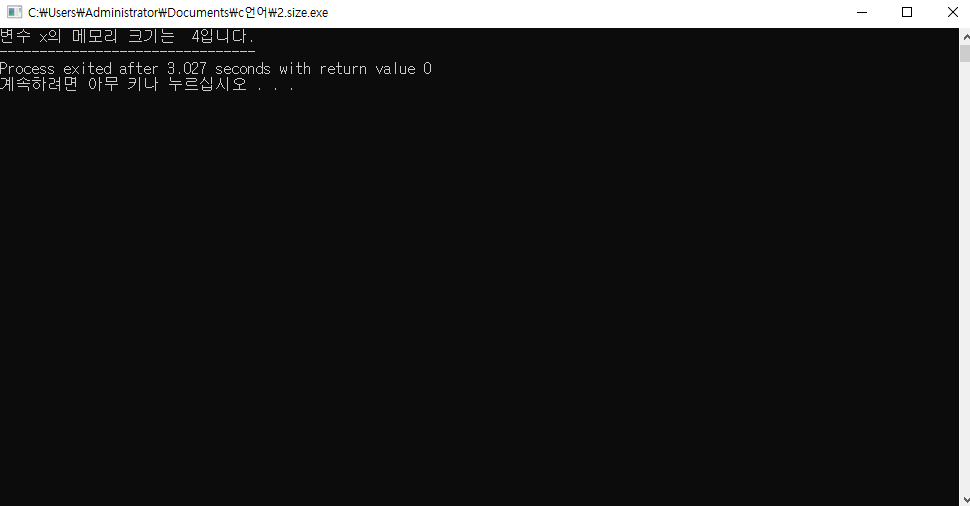 C:₩Users₩Administrator₩Documents₩c언어₩2.size.exe
변수 x의 메모리 크기는  4입니다.
--------------------------------
Process exited after 3.027 seconds with return value 0
계속하려면 아무 키나 누르십시오 . . .